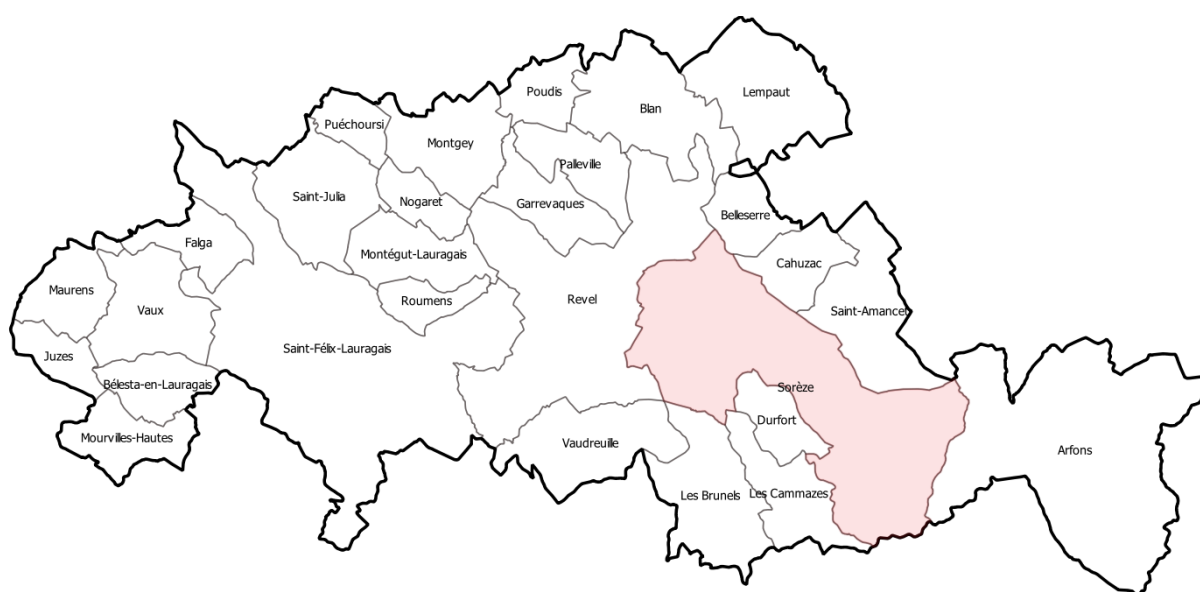 Lempaut
Poudis
Blan
Puéchoursi
Montgey
Palleville
Saint-Julia
Nogaret
Garrevaques
Belleserre
Falga
Montégut-Lauragais
Cahuzac
Maurens
Roumens
Revel
Vaux
Saint-Amancet
Saint-Félix-Lauragais
Juzes
Bélesta-en-Lauragais
Sorèze
Durfort
Mourvilles-Hautes
Vaudreuille
Arfons
Les Brunels
Les Cammazes